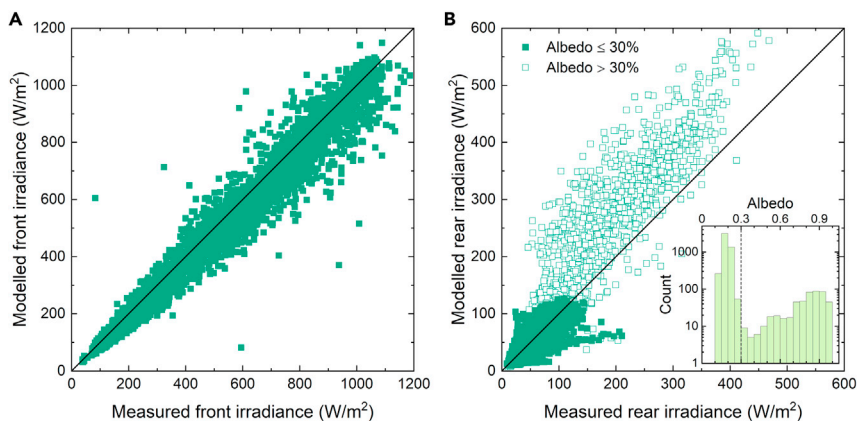 A
1200
1000
800
600
400
200
0
0 200 400 600 800 1000 1200
Modelled front irradiance (W/m²)
Measured front irradiance (W/m²)
B
600
500
400
300
200
100
0
0 100 200 300 400 500 600
Modelled rear irradiance (W/m²)
Measured rear irradiance (W/m²)
Albedo ≤ 30%
Albedo > 30%
Albedo
0 0.3 0.6 0.9
1000
100
10
1
Count